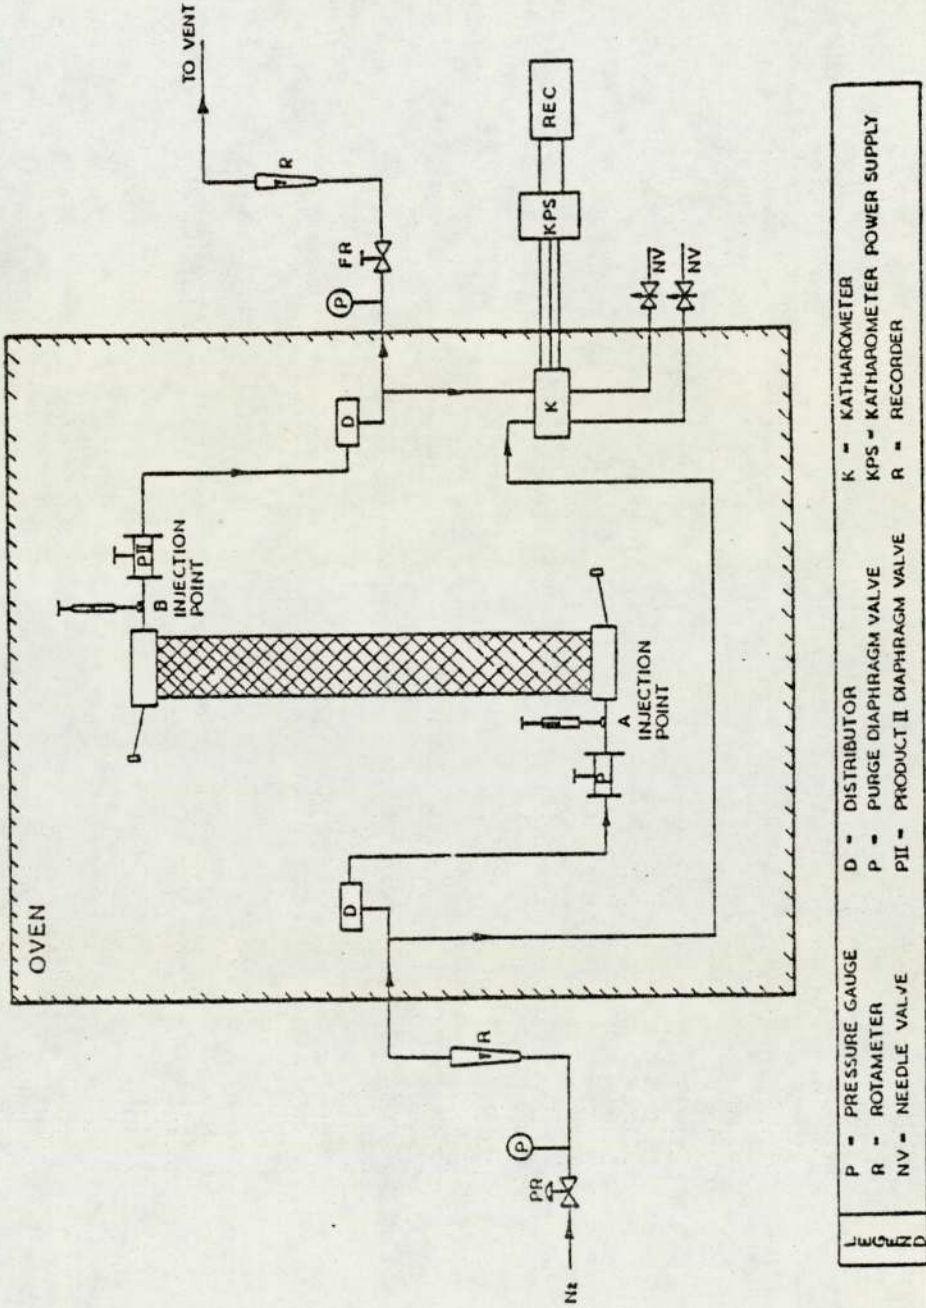 TO VENT
R
FR
P
REC
KPS
NV
NV
K
D
PII
B
INJECTION
POINT
OVEN
A
INJECTION
POINT
P
D
R
P
PR
N2
LEGEND
P = PRESSURE GAUGE
R = ROTAMETER
NV = NEEDLE VALVE
D = DISTRIBUTOR
P = PURGE DIAPHRAGM VALVE
PII = PRODUCT II DIAPHRAGM VALVE
K = KATHAROMETER
KPS = KATHAROMETER POWER SUPPLY
R = RECORDER